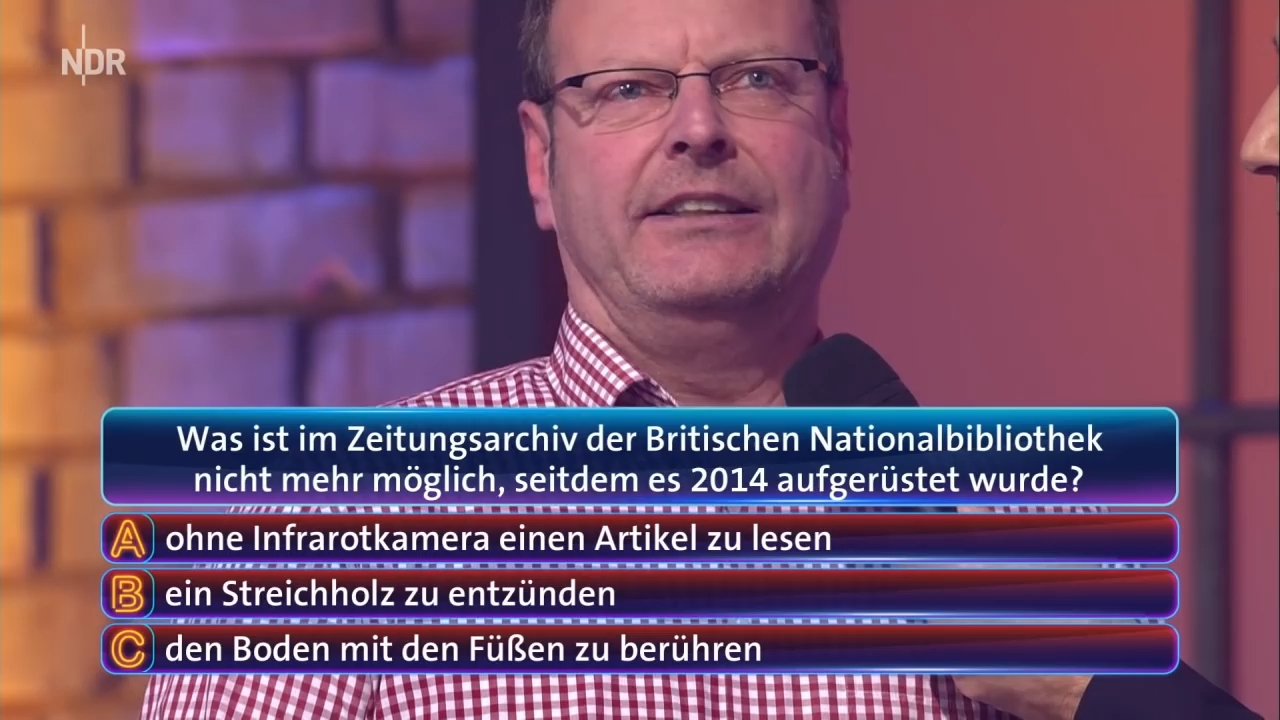 NDR
Was ist im Zeitungsarchiv der Britischen Nationalbibliothek
nicht mehr möglich, seitdem es 2014 aufgerüstet wurde?
A ohne Infrarotkamera einen Artikel zu lesen
B ein Streichholz zu entzünden
C den Boden mit den Füßen zu berühren